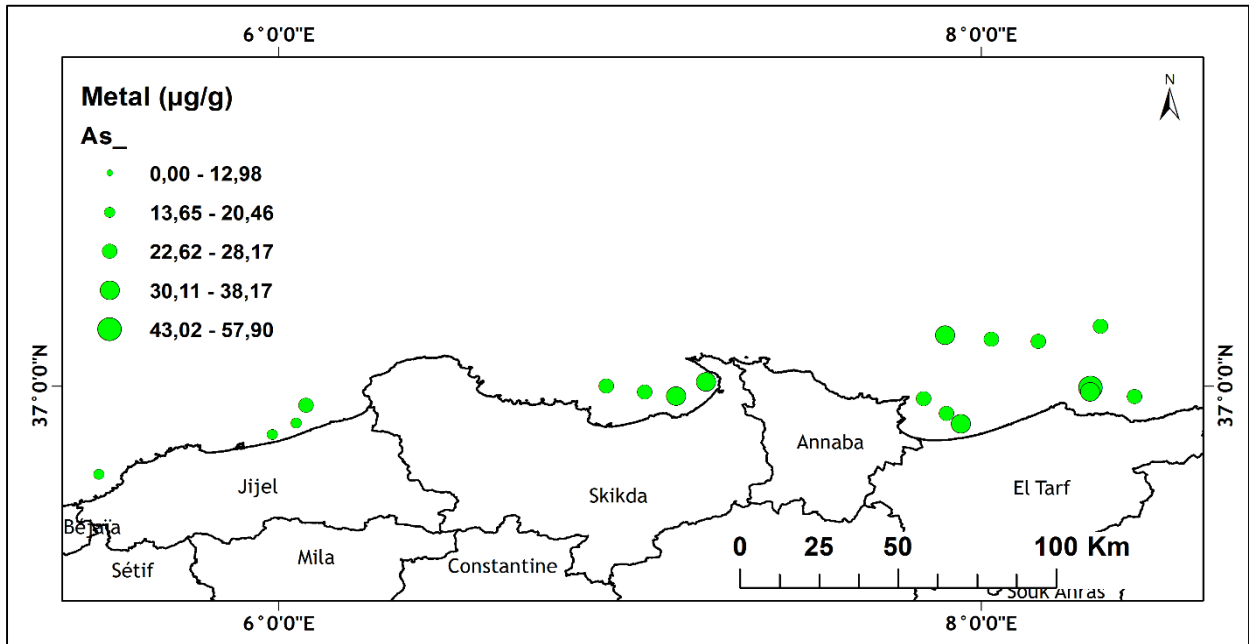 6°0'0"E 8°0'0"E
Metal (µg/g)
As_
0,00 - 12,98
13,65 - 20,46
22,62 - 28,17
30,11 - 38,17
43,02 - 57,90
N
37°0'0"N 37°0'0"N
Annaba
Jijel
El Tarf
Skikda
Béjaïa
Mila
Constantine
Sétif
0 25 50 100 Km
Souk Ahras
6°0'0"E 8°0'0"E